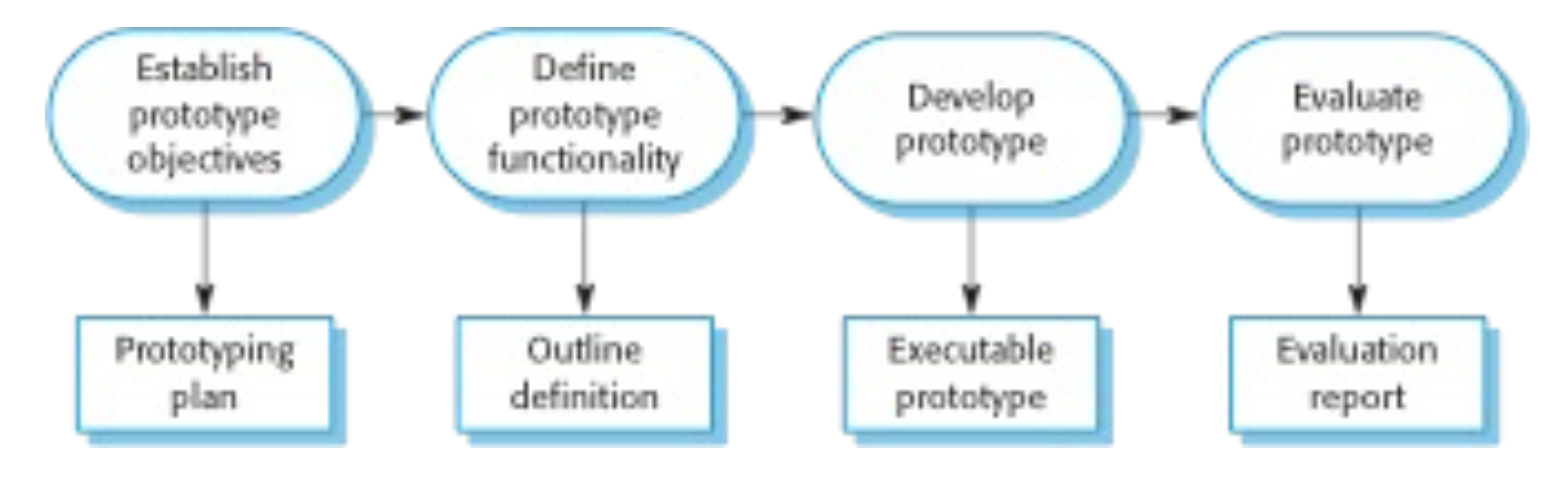 Establish
prototype
objectives
Define
prototype
functionality
Develop
prototype
Evaluate
prototype
Prototyping
plan
Outline
definition
Executable
prototype
Evaluation
report